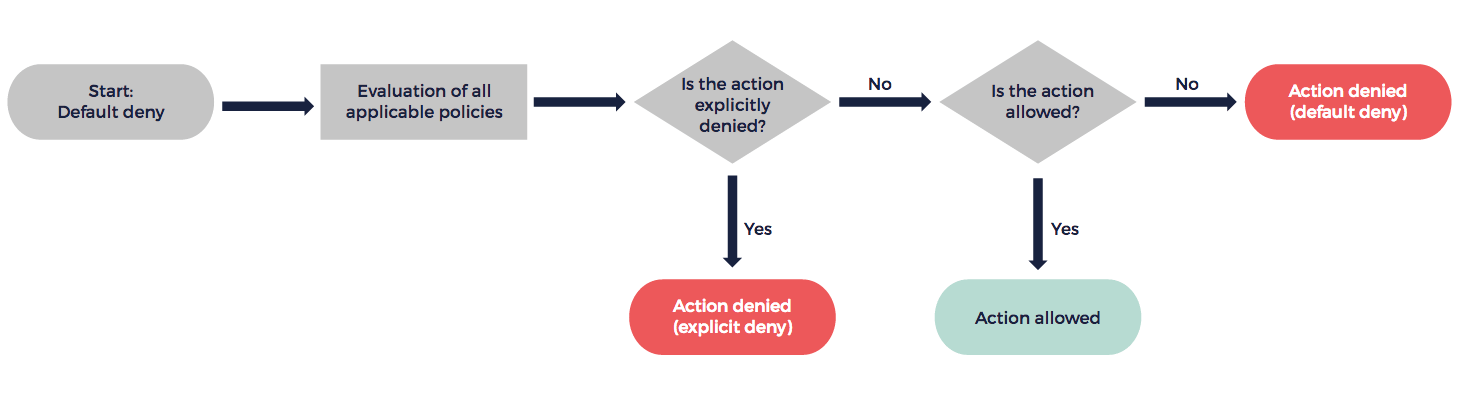 Start:
Default deny
Evaluation of all
applicable policies
Is the action
explicitly
denied?
No
Is the action
allowed?
No
Action denied
(default deny)
Yes
Yes
Action denied
(explicit deny)
Action allowed